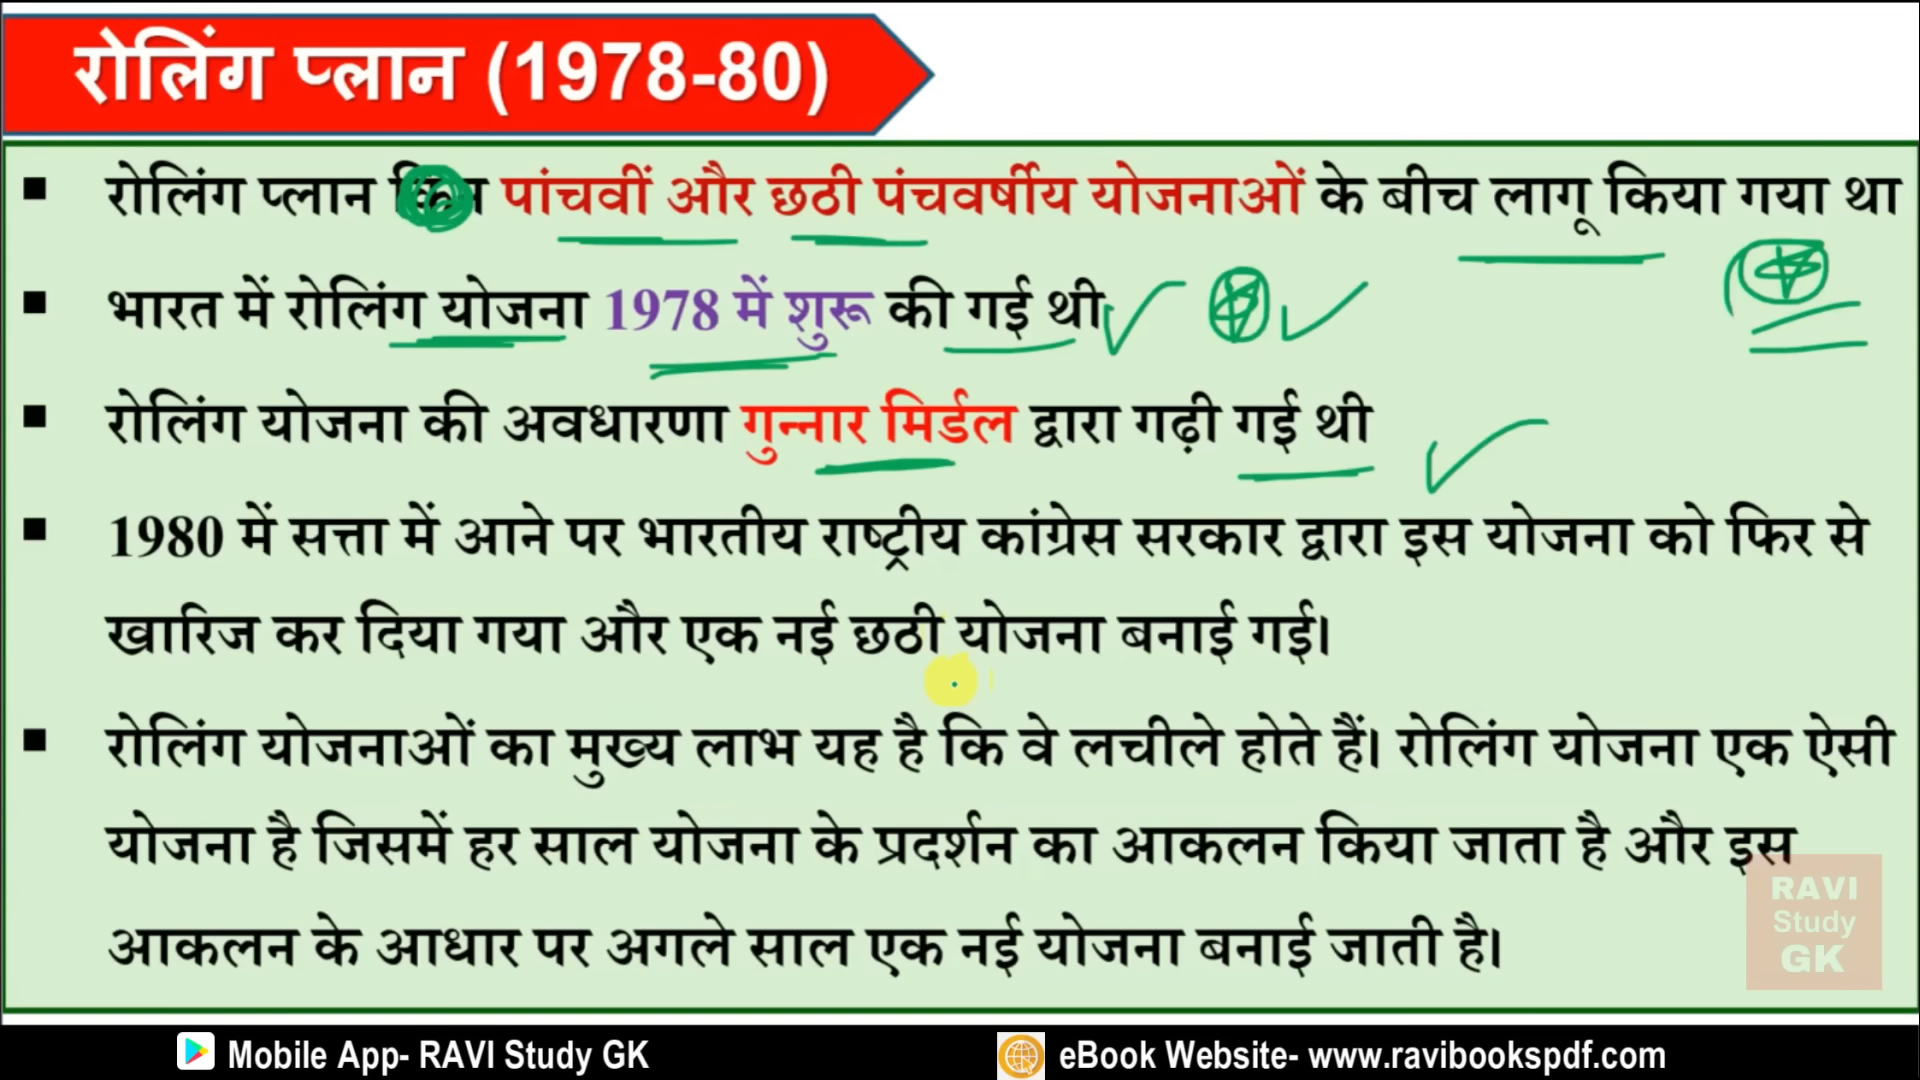 रोलिंग प्लान (1978-80)
▪ रोलिंग प्लान पांचवीं और छठी पंचवर्षीय योजनाओं के बीच लागू किया गया था
▪ भारत में रोलिंग योजना 1978 में शुरू की गई थी
▪ रोलिंग योजना की अवधारणा गुन्नार मिर्डल द्वारा गढ़ी गई थी
▪ 1980 में सत्ता में आने पर भारतीय राष्ट्रीय कांग्रेस सरकार द्वारा इस योजना को फिर से
खारिज कर दिया गया और एक नई छठी योजना बनाई गई।
▪ रोलिंग योजनाओं का मुख्य लाभ यह है कि वे लचीले होते हैं। रोलिंग योजना एक ऐसी
योजना है जिसमें हर साल योजना के प्रदर्शन का आकलन किया जाता है और इस
आकलन के आधार पर अगले साल एक नई योजना बनाई जाती है।
RAVI
Study
GK
Mobile App- RAVI Study GK
eBook Website- www.ravibookspdf.com